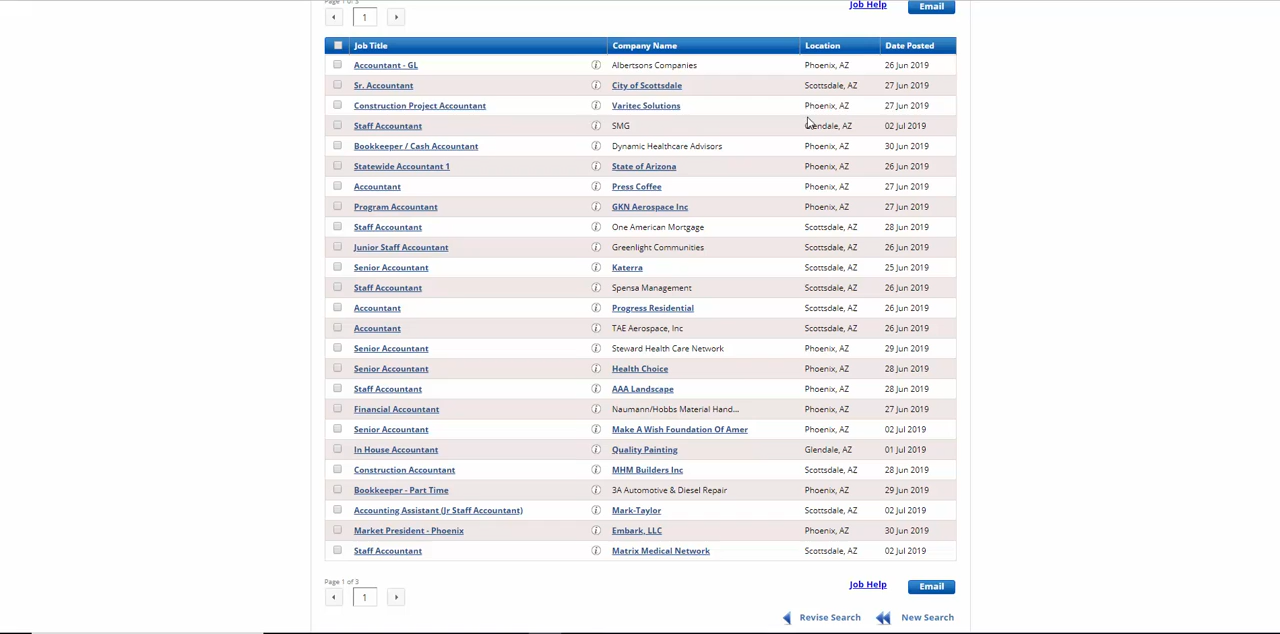 Page 1 of 3
Job Help Email
1
Job Title Company Name Location Date Posted
Accountant - GL Albertsons Companies Phoenix, AZ 26 Jun 2019
Sr. Accountant City of Scottsdale Scottsdale, AZ 27 Jun 2019
Construction Project Accountant Varitec Solutions Phoenix, AZ 27 Jun 2019
Staff Accountant SMG Glendale, AZ 02 Jul 2019
Bookkeeper / Cash Accountant Dynamic Healthcare Advisors Phoenix, AZ 30 Jun 2019
Statewide Accountant 1 State of Arizona Phoenix, AZ 26 Jun 2019
Accountant Press Coffee Phoenix, AZ 27 Jun 2019
Program Accountant GKN Aerospace Inc Phoenix, AZ 27 Jun 2019
Staff Accountant One American Mortgage Scottsdale, AZ 28 Jun 2019
Junior Staff Accountant Greenlight Communities Scottsdale, AZ 26 Jun 2019
Senior Accountant Katerra Scottsdale, AZ 25 Jun 2019
Staff Accountant Spensa Management Scottsdale, AZ 26 Jun 2019
Accountant Progress Residential Scottsdale, AZ 26 Jun 2019
Accountant TAE Aerospace, Inc Scottsdale, AZ 26 Jun 2019
Senior Accountant Steward Health Care Network Phoenix, AZ 29 Jun 2019
Senior Accountant Health Choice Phoenix, AZ 28 Jun 2019
Staff Accountant AAA Landscape Phoenix, AZ 28 Jun 2019
Financial Accountant Naumann/Hobbs Material Hand... Phoenix, AZ 27 Jun 2019
Senior Accountant Make A Wish Foundation Of Amer Phoenix, AZ 02 Jul 2019
In House Accountant Quality Painting Glendale, AZ 01 Jul 2019
Construction Accountant MHM Builders Inc Scottsdale, AZ 28 Jun 2019
Bookkeeper - Part Time 3A Automotive & Diesel Repair Phoenix, AZ 29 Jun 2019
Accounting Assistant (Jr Staff Accountant) Mark-Taylor Scottsdale, AZ 02 Jul 2019
Market President - Phoenix Embark, LLC Phoenix, AZ 30 Jun 2019
Staff Accountant Matrix Medical Network Scottsdale, AZ 02 Jul 2019
Page 1 of 3
Job Help Email
1
Revise Search New Search